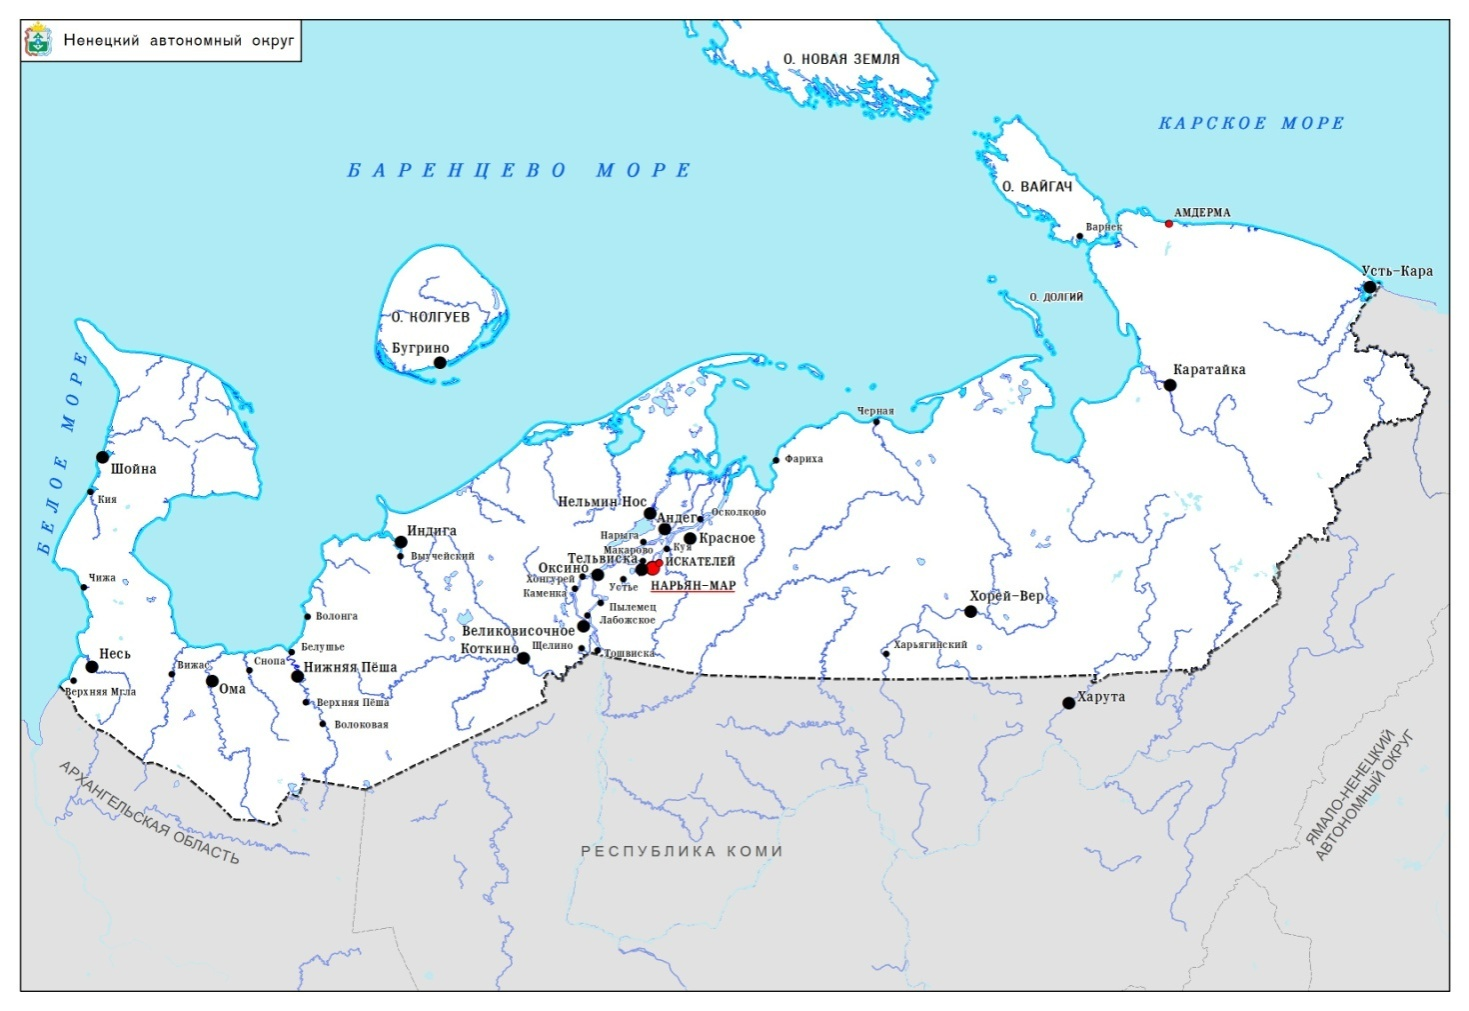 Ненецкий автономный округ
О. НОВАЯ ЗЕМЛЯ
КАРСКОЕ МОРЕ
БАРЕНЦЕВО МОРЕ
О. ВАЙГАЧ
АМДЕРМА
Варнек
Усть-Кара
О. ДОЛГИЙ
О. КОЛГУЕВ
Бугрино
БЕЛОЕ МОРЕ
Каратайка
Черная
Шойна
Фариха
Кия
Нельмин Нос
Андег
Осколково
Индига
Нарыга
Красное
Макарово
Куя
Выучейский
Тельвиска
ИСКАТЕЛЕЙ
Оксино
Хонгурей
Устье
НАРЬЯН-МАР
Чижа
Каменка
Хорей-Вер
Пылемец
Волонга
Лабожское
Великовисочное
Белушье
Щелино
Харьягинский
Несь
Коткино
Тошвиска
Вижас
Снопа
Нижняя Пёша
Верхняя Мгла
Ома
Харута
Верхняя Пёша
Волоковая
АРХАНГЕЛЬСКАЯ ОБЛАСТЬ
РЕСПУБЛИКА КОМИ
ЯМАЛО-НЕНЕЦКИЙ
АВТОНОМНЫЙ ОКРУГ